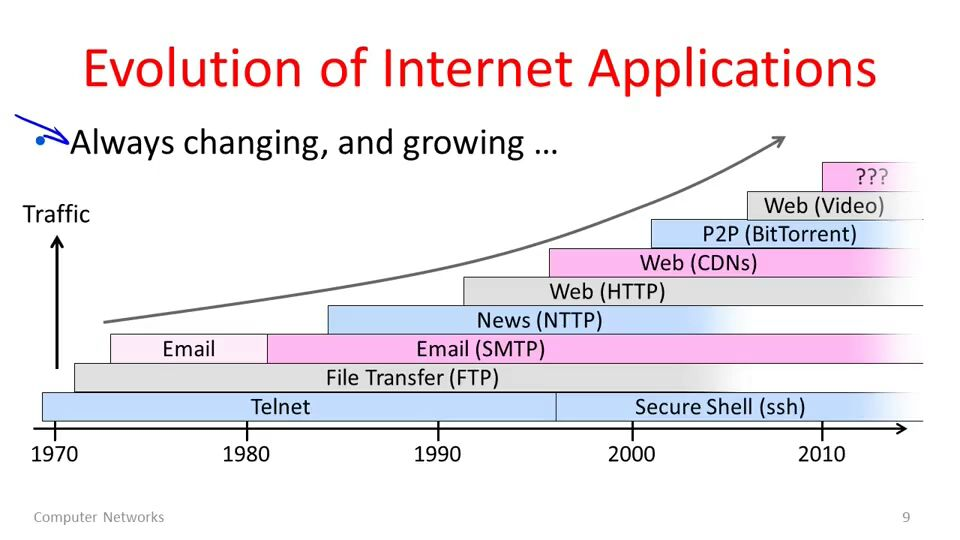 Evolution of Internet Applications
• Always changing, and growing …
Traffic
???
Web (Video)
P2P (BitTorrent)
Web (CDNs)
Web (HTTP)
News (NTTP)
Email Email (SMTP)
File Transfer (FTP)
Telnet Secure Shell (ssh)
1970 1980 1990 2000 2010
Computer Networks 9